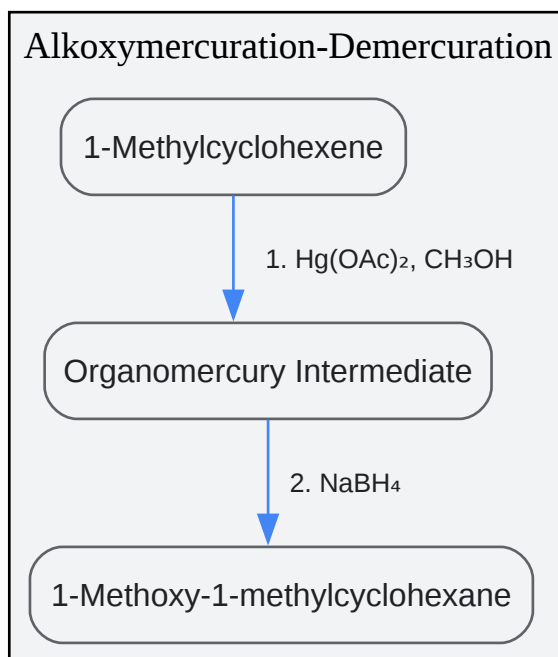 Alkoxymercuration-Demercuration
1-Methylcyclohexene
1. Hg(OAc)₂, CH₃OH
Organomercury Intermediate
2. NaBH₄
1-Methoxy-1-methylcyclohexane